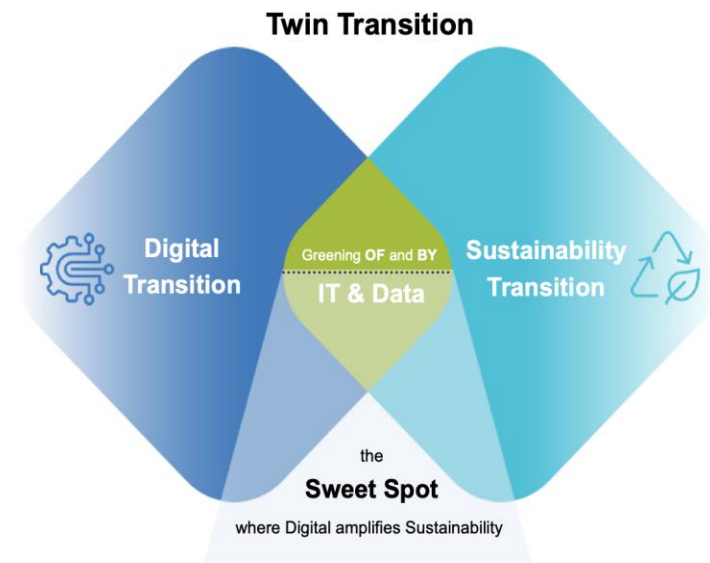 Twin Transition
Digital
Transition
Greening OF and BY
IT & Data
Sustainability
Transition
the
Sweet Spot
where Digital amplifies Sustainability